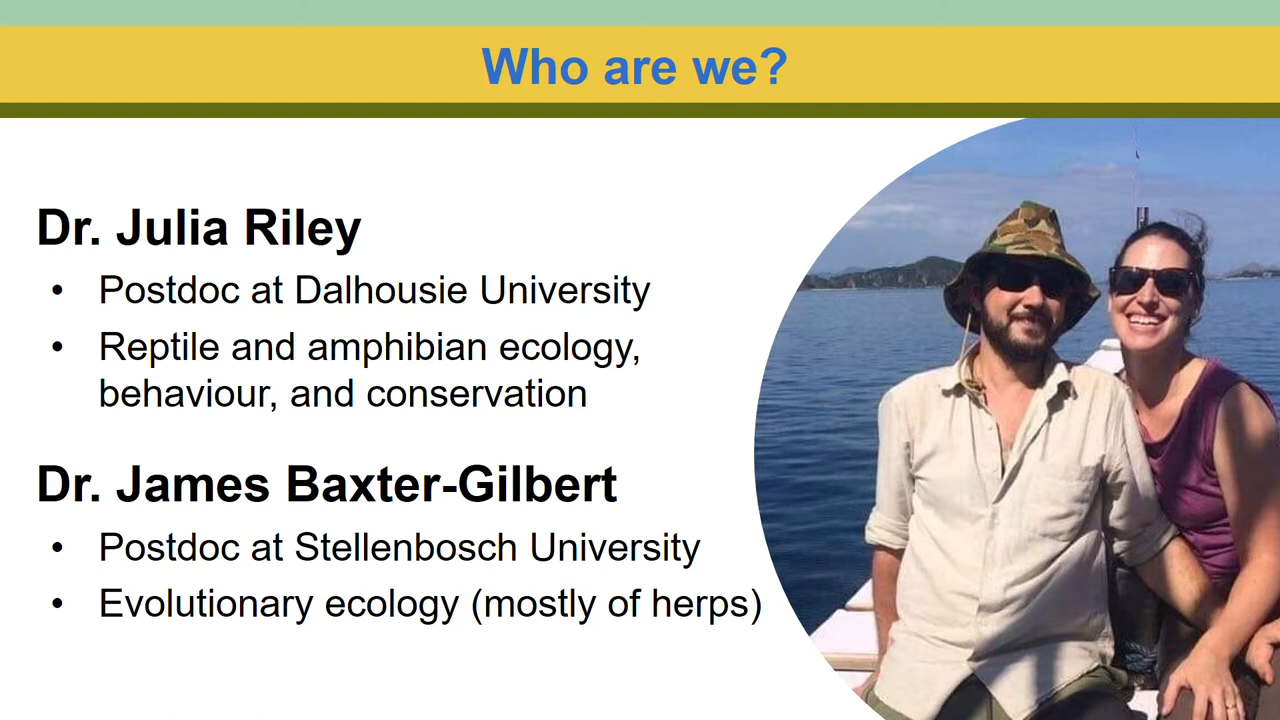 Who are we?
Dr. Julia Riley
• Postdoc at Dalhousie University
• Reptile and amphibian ecology,
behaviour, and conservation
Dr. James Baxter-Gilbert
• Postdoc at Stellenbosch University
• Evolutionary ecology (mostly of herps)